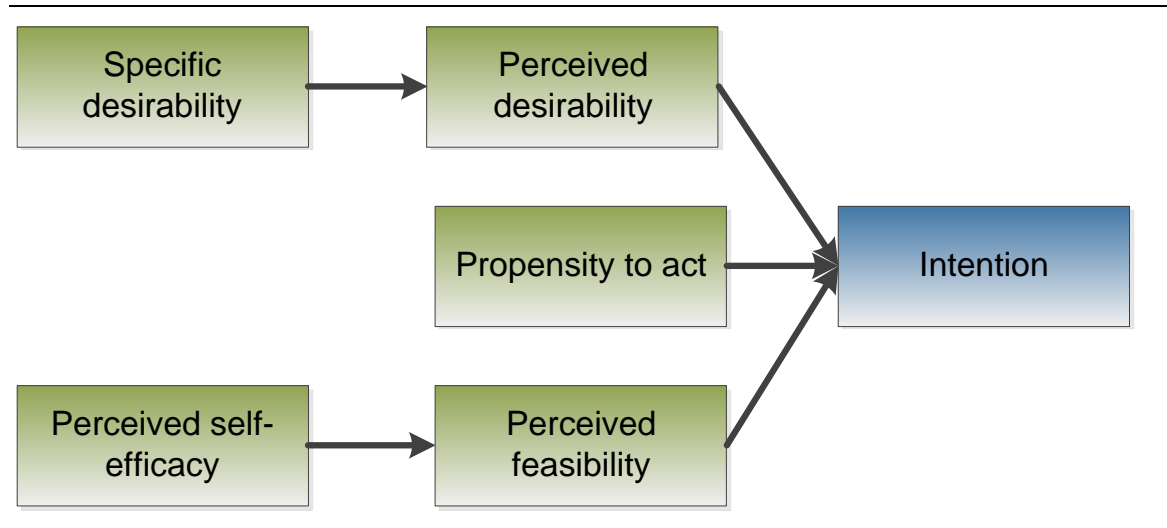 Specific
desirability
Perceived
desirability
Propensity to act
Intention
Perceived self-
efficacy
Perceived
feasibility